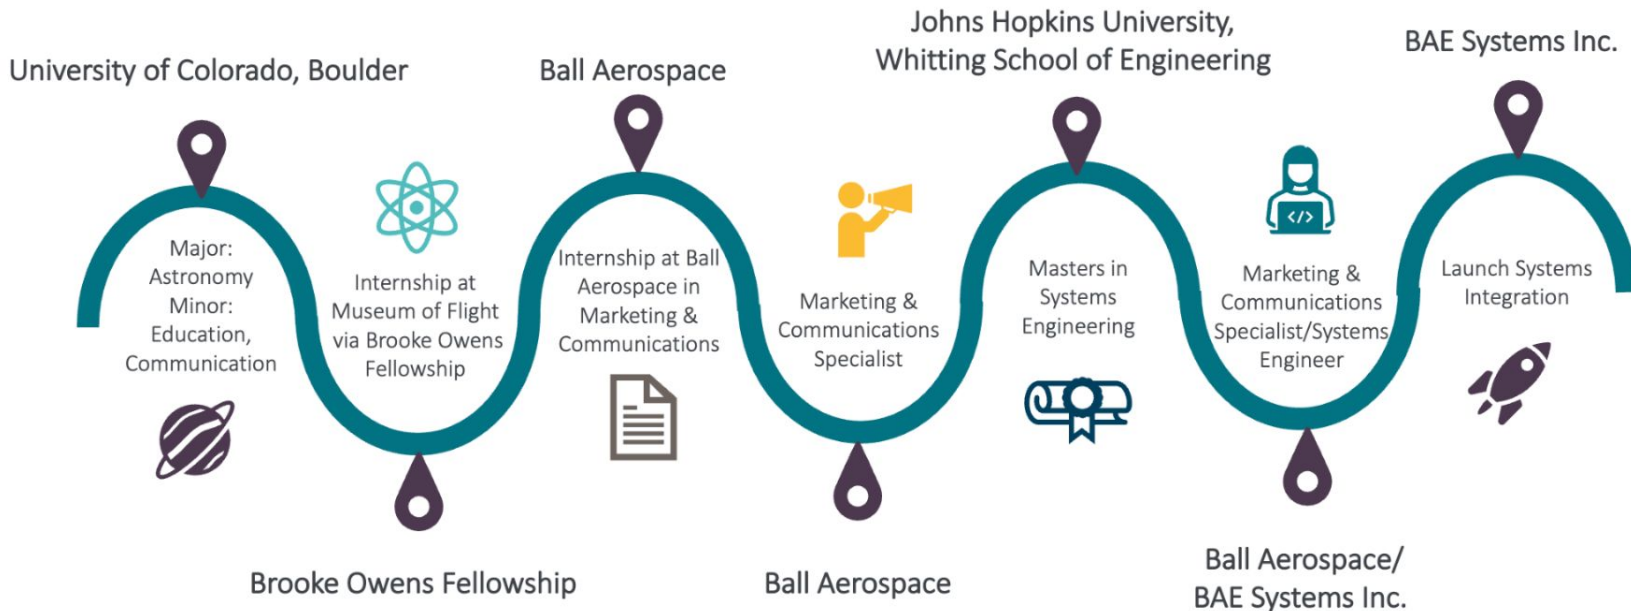 University of Colorado, Boulder
Major:
Astronomy
Minor:
Education,
Communication
Brooke Owens Fellowship
Internship at
Museum of Flight
via Brooke Owens
Fellowship
Ball Aerospace
Internship at Ball
Aerospace in
Marketing &
Communications
Ball Aerospace
Marketing &
Communications
Specialist
Johns Hopkins University,
Whitting School of Engineering
Masters in
Systems
Engineering
Ball Aerospace/
BAE Systems Inc.
</>
Marketing &
Communications
Specialist/Systems
Engineer
BAE Systems Inc.
Launch Systems
Integration